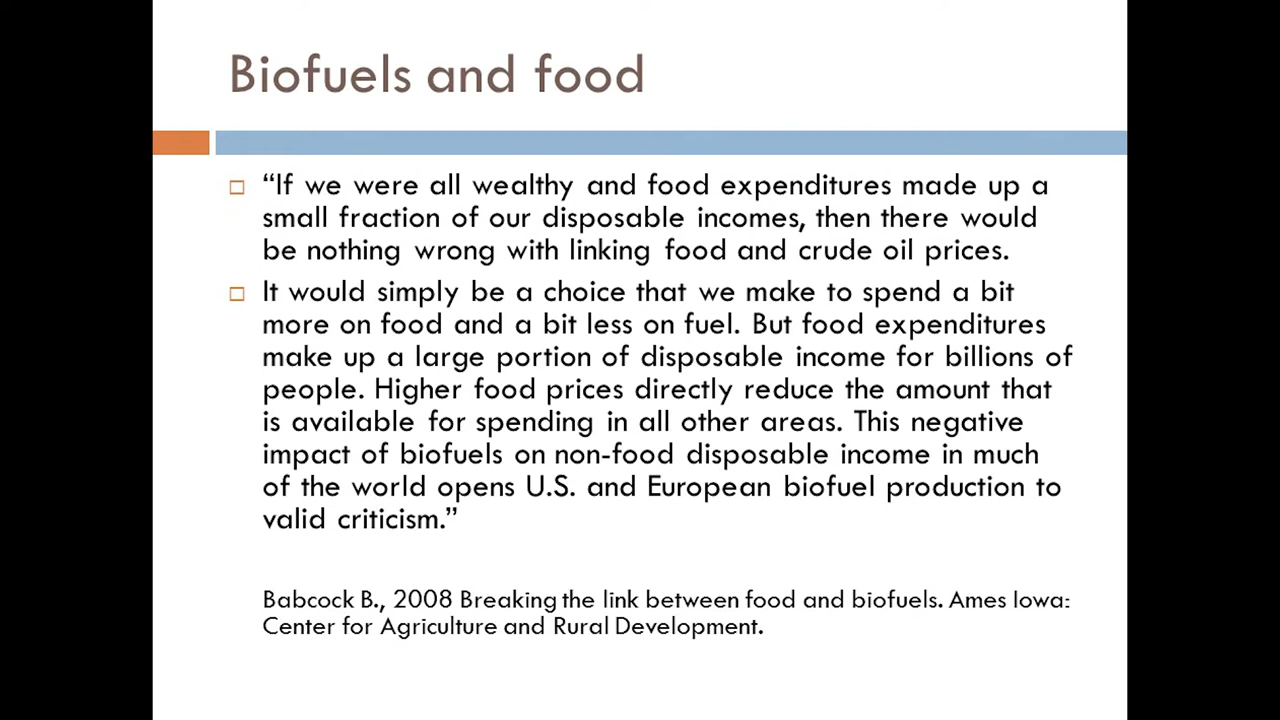 Biofuels and food
“If we were all wealthy and food expenditures made up a
small fraction of our disposable incomes, then there would
be nothing wrong with linking food and crude oil prices.
It would simply be a choice that we make to spend a bit
more on food and a bit less on fuel. But food expenditures
make up a large portion of disposable income for billions of
people. Higher food prices directly reduce the amount that
is available for spending in all other areas. This negative
impact of biofuels on non-food disposable income in much
of the world opens U.S. and European biofuel production to
valid criticism.”
Babcock B., 2008 Breaking the link between food and biofuels. Ames Iowa:
Center for Agriculture and Rural Development.